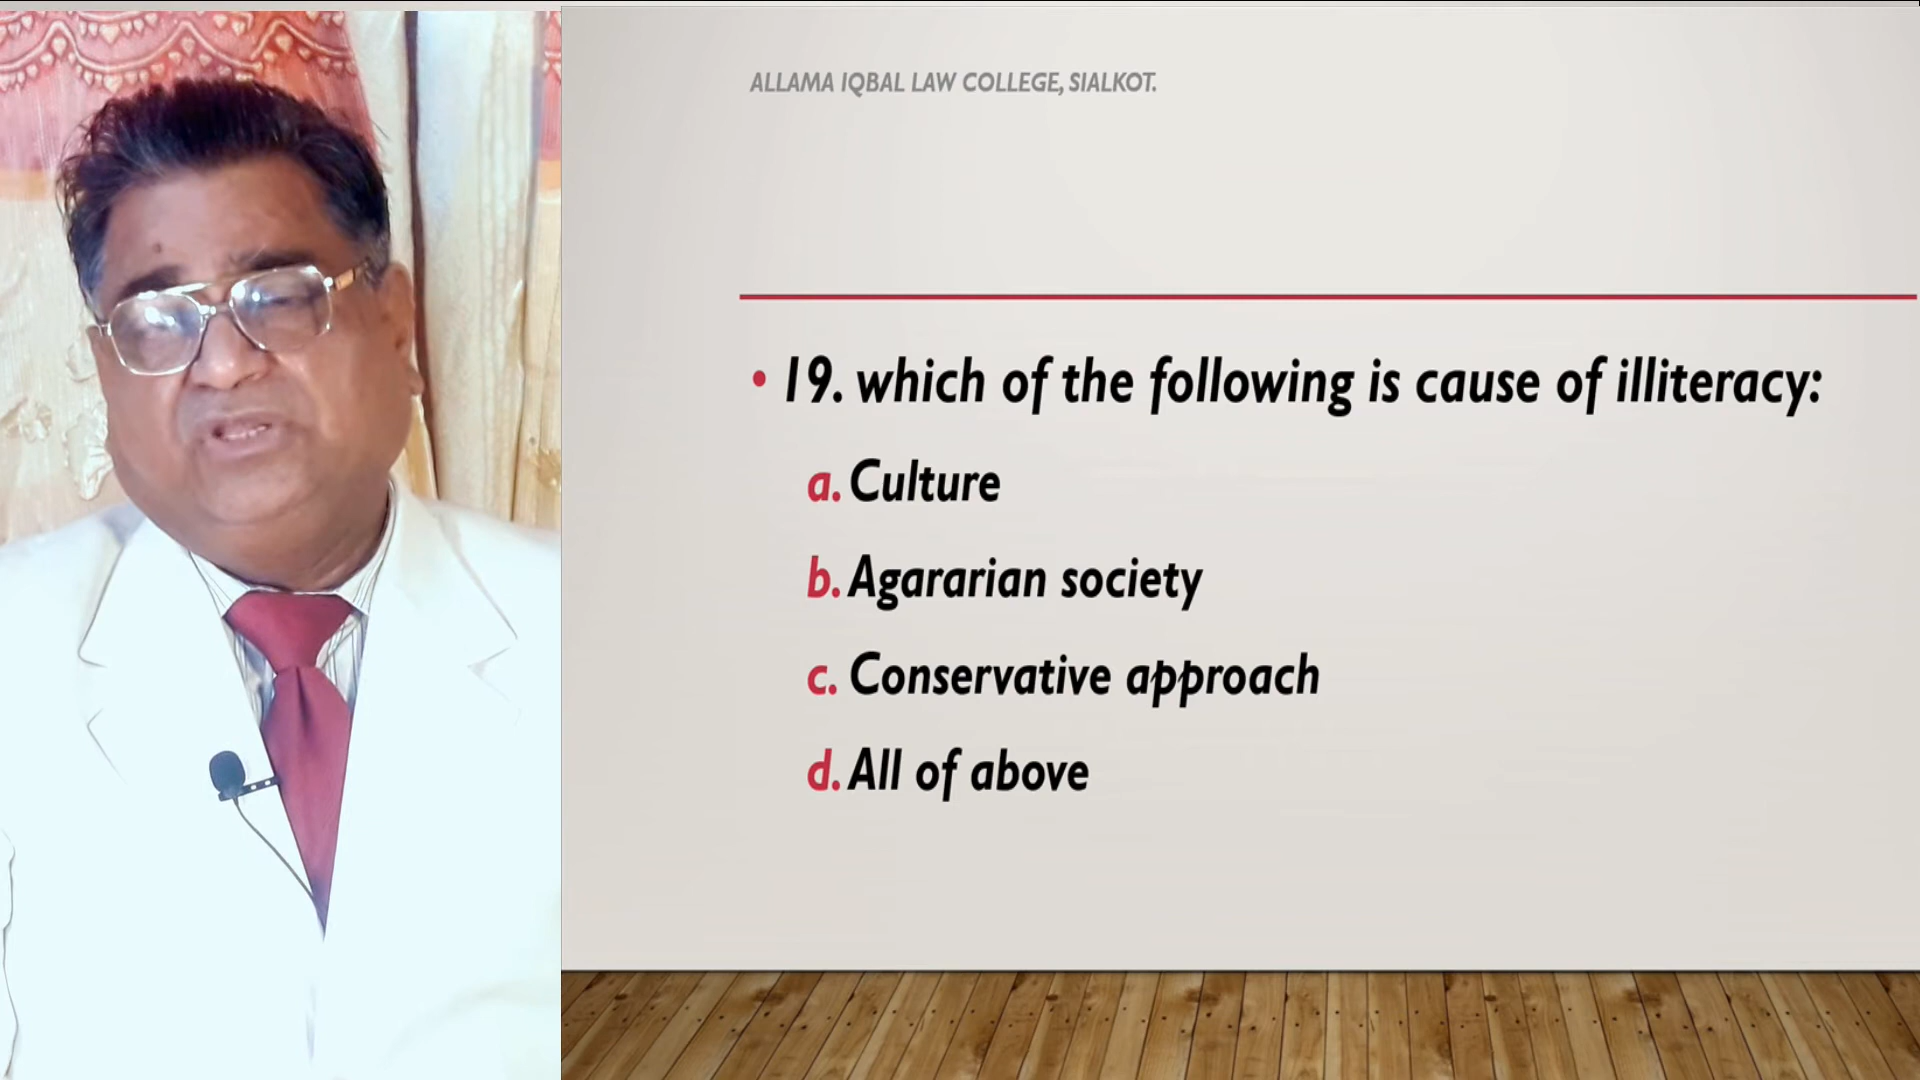 ALLAMA IQBAL LAW COLLEGE, SIALKOT.
• 19. which of the following is cause of illiteracy:
a. Culture
b. Agararian society
c. Conservative approach
d. All of above